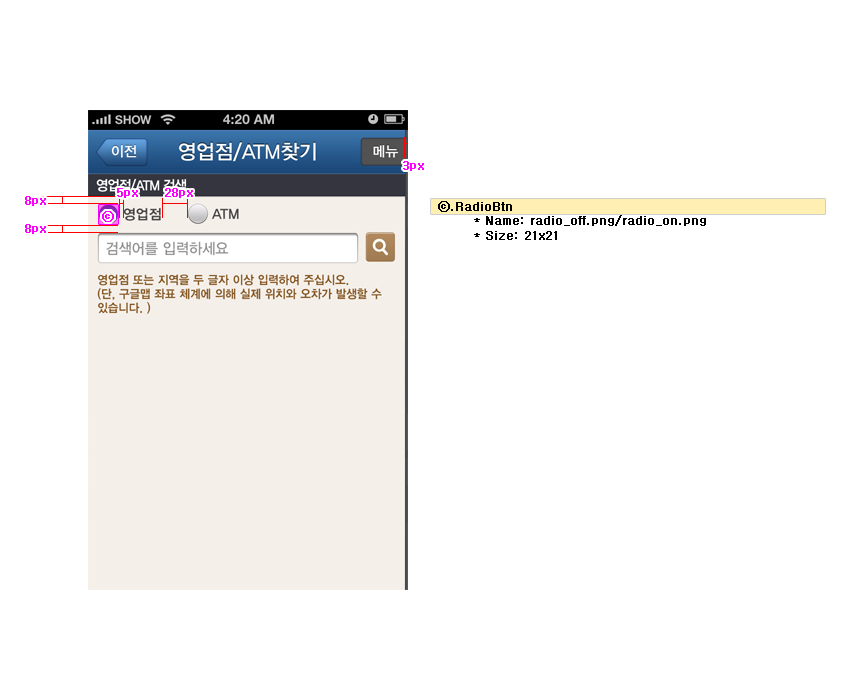 SHOW 4:20 AM
이전 영업점/ATM찾기 메뉴
3px
영업점/ATM 검색
5px 28px
8px
ⓒ 영업점 ATM
8px
검색어를 입력하세요
영업점 또는 지역을 두 글자 이상 입력하여 주십시오.
(단, 구글맵 좌표 체계에 의해 실제 위치와 오차가 발생할 수
있습니다. )
ⓒ.RadioBtn
* Name: radio_off.png/radio_on.png
* Size: 21x21